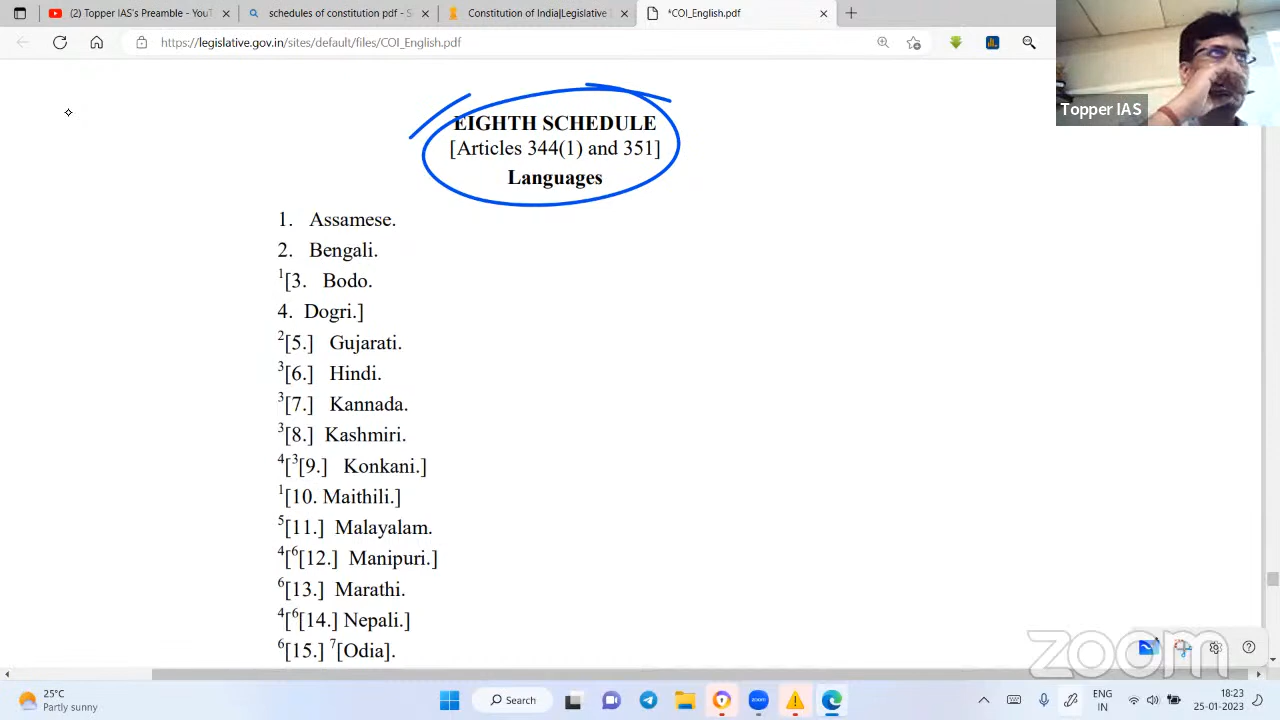 (2) Topper IAS's Preamble - YouT
schedules of constition pdf - S
Constitution of India|Legislative
*COI_English.pdf
https://legislative.gov.in/sites/default/files/COI_English.pdf
Topper IAS
EIGHTH SCHEDULE
[Articles 344(1) and 351]
Languages
1. Assamese.
2. Bengali.
1[3. Bodo.
4. Dogri.]
2[5.] Gujarati.
3[6.] Hindi.
3[7.] Kannada.
3[8.] Kashmiri.
4[3[9.] Konkani.]
1[10. Maithili.]
5[11.] Malayalam.
4[6[12.] Manipuri.]
6[13.] Marathi.
4[6[14.] Nepali.]
6[15.] 7[Odia].
zoom
25°C
Partly sunny
Search
zoom
ENG
IN
18:23
25-01-2023